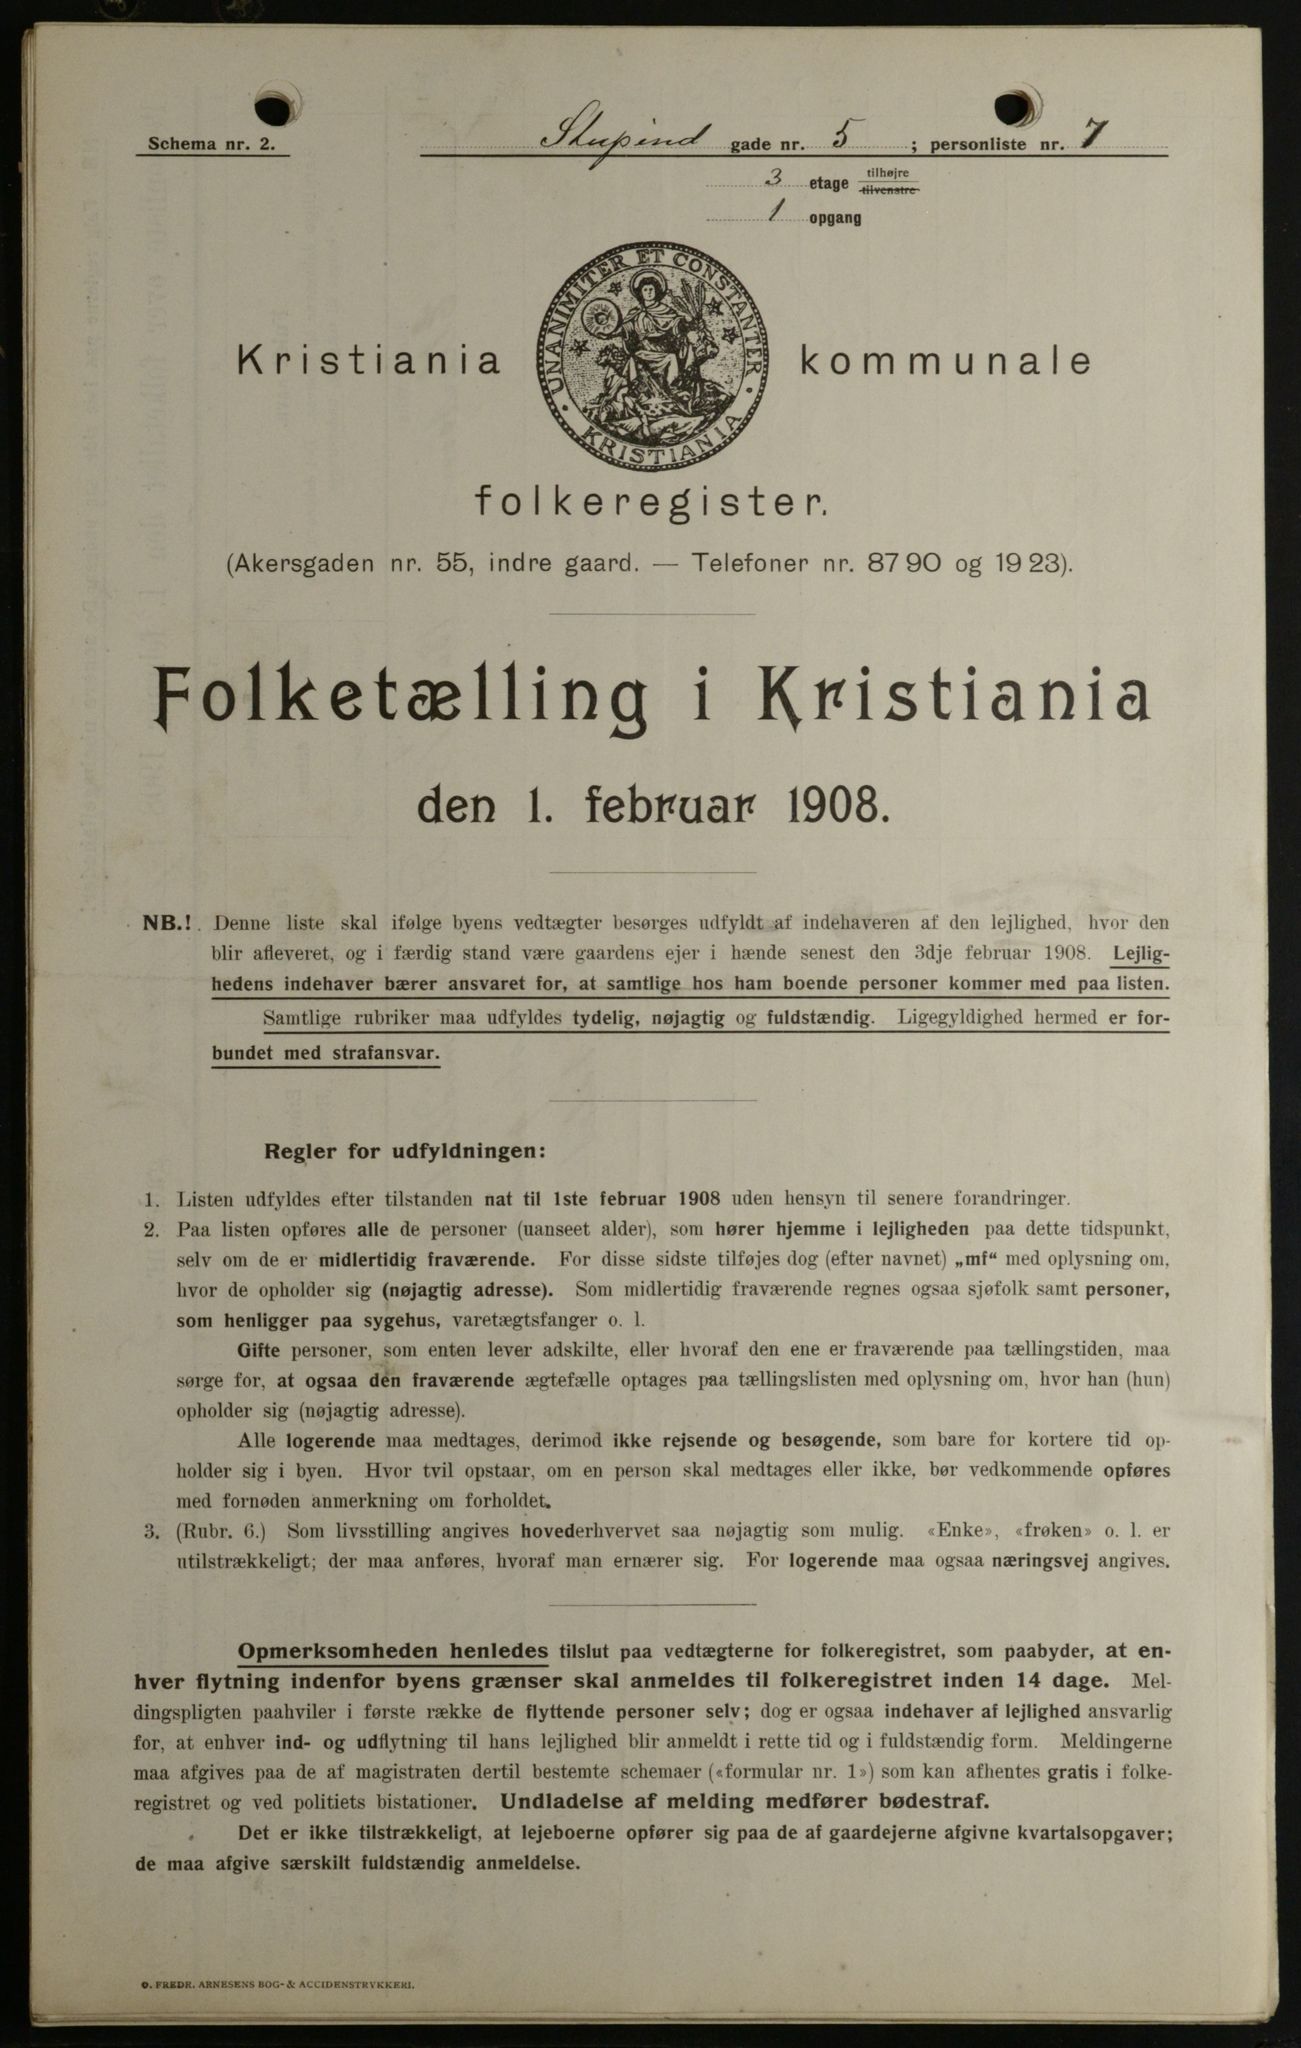 Schema nr. 2. Stupind gade nr. 5 ; personliste nr. 7
3 etage tilhøjre tilvenstre
1 opgang
UNANIMITER ET CONSTANTER
KRISTIANIA
Kristiania kommunale
folkeregister.
(Akersgaden nr. 55, indre gaard. — Telefoner nr. 87 90 og 19 23).
Folketælling i Kristiania
den 1. februar 1908.
NB.! Denne liste skal ifølge byens vedtægter besørges udfyldt af indehaveren af den lejlighed, hvor den
blir afleveret, og i færdig stand være gaardens ejer i hænde senest den 3dje februar 1908. Lejlig-
hedens indehaver bærer ansvaret for, at samtlige hos ham boende personer kommer med paa listen.
Samtlige rubriker maa udfyldes tydelig, nøjagtig og fuldstændig. Ligegyldighed hermed er for-
bundet med strafansvar.
Regler for udfyldningen:
1. Listen udfyldes efter tilstanden nat til 1ste februar 1908 uden hensyn til senere forandringer.
2. Paa listen opføres alle de personer (uanseet alder), som hører hjemme i lejligheden paa dette tidspunkt,
selv om de er midlertidig fraværende. For disse sidste tilføjes dog (efter navnet) „mf“ med oplysning om,
hvor de opholder sig (nøjagtig adresse). Som midlertidig fraværende regnes ogsaa sjøfolk samt personer,
som henligger paa sygehus, varetægtsfanger o. l.
Gifte personer, som enten lever adskilte, eller hvoraf den ene er fraværende paa tællingstiden, maa
sørge for, at ogsaa den fraværende ægtefælle optages paa tællingslisten med oplysning om, hvor han (hun)
opholder sig (nøjagtig adresse).
Alle logerende maa medtages, derimod ikke rejsende og besøgende, som bare for kortere tid op-
holder sig i byen. Hvor tvil opstaar, om en person skal medtages eller ikke, bør vedkommende opføres
med fornøden anmerkning om forholdet.
3. (Rubr. 6.) Som livsstilling angives hovederhvervet saa nøjagtig som mulig. «Enke», «frøken» o. l. er
utilstrækkeligt; der maa anføres, hvoraf man ernærer sig. For logerende maa ogsaa næringsvej angives.
Opmerksomheden henledes tilslut paa vedtægterne for folkeregistret, som paabyder, at en-
hver flytning indenfor byens grænser skal anmeldes til folkeregistret inden 14 dage. Mel-
dingspligten paahviler i første række de flyttende personer selv; dog er ogsaa indehaver af lejlighed ansvarlig
for, at enhver ind- og udflytning til hans lejlighed blir anmeldt i rette tid og i fuldstændig form. Meldingerne
maa afgives paa de af magistraten dertil bestemte schemaer («formular nr. 1») som kan afhentes gratis i folke-
registret og ved politiets bistationer. Undladelse af melding medfører bødestraf.
Det er ikke tilstrækkeligt, at lejeboerne opfører sig paa de af gaardejerne afgivne kvartalsopgaver;
de maa afgive særskilt fuldstændig anmeldelse.
O. FREDR. ARNESENS BOG- & ACCIDENSTRYKKERI.